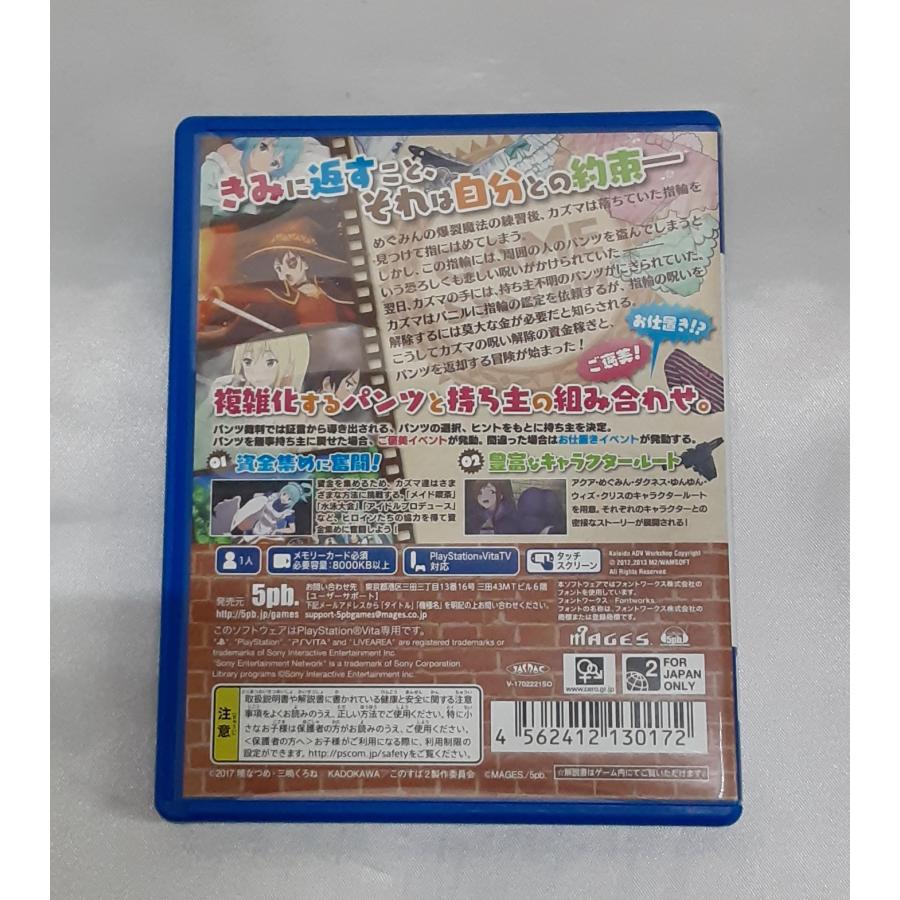 きみに返すこと、
それは自分との約束―
めぐみんの爆裂魔法の練習後、カズマは落ちていた指輪を
見つけて指にはめてしまう。
しかし、この指輪には、周囲の人のパンツを盗んでしまうと
いう恐ろしくも悲しい呪いがかけられていた――
翌日、カズマの手には、持ち主不明のパンツがにぎられていた。
カズマはバニルに指輪の鑑定を依頼するが、指輪の呪いを
解除するには莫大な金が必要だと知らされる。
こうしてカズマの呪い解除の資金稼ぎと、
パンツを返却する冒険が始まった!
お仕置き!?
ご褒美!
複雑化するパンツと持ち主の組み合わせ。
パンツ裁判では証言から導き出される、パンツの選択、ヒントをもとに持ち主を決定。
パンツを無事持ち主に戻せた場合、ご褒美イベントが発動。間違った場合はお仕置きイベントが発動する。
01 資金集めに奮闘!
資金を集めるため、カズマ達はさま
ざまな方法に挑戦する。「メイド喫茶」
「水泳大会」、「アイドルプロデュース」
など、ヒロインたちの協力を得て資
金集めに奮闘しよう!
02 豊富なキャラクタールート
アクア・めぐみん・ダクネス・ゆんゆん・
ウィズ・クリスのキャラクタールート
を用意。それぞれのキャラクターとの
密接なストーリーが展開される!
1人
メモリーカード必須
必要容量:8000KB以上
PlayStation®Vita TV
対応
タッチ
スクリーン
Kaleido ADV Workshop Copyright
© 2012,2013 M2/WAMSOFT
All Rights Reserved.
発売元 5pb.
http://5pb.jp/games
お問い合わせ先 東京都港区三田三丁目13番16号 三田43MTビル6階
【ユーザーサポート】
下記メールアドレスから「タイトル」「機種名」を明記の上お問い合わせください。
support-5pbgames@mages.co.jp
本ソフトウェアではフォントワークス株式会社の
フォントを使用しています。
フォントワークス・Fontworks、
フォントの名称は、フォントワークス株式会社の
商標または登録商標です。
このソフトウェアはPlayStation®Vita専用です。
"PlayStation", "PSVITA" and "LIVEAREA" are registered trademarks or
trademarks of Sony Interactive Entertainment Inc.
"Sony Entertainment Network" is a trademark of Sony Corporation.
Library programs ©Sony Interactive Entertainment Inc.
MAGES.
5pb.
V-1702221SO
www.cero.gr.jp
2
FOR
JAPAN
ONLY
注意
取扱説明書や解説書に書かれている健康と安全に関する注意
事項をよくお読みのうえ、正しい方法でご使用ください。特に小
さなお子様は保護者の方がお読みのうえ、ご使用ください。
<保護者の方へ>お子様がご利用になる際に、利用制限の
設定ができます。http://pscom.jp/safetyをご覧ください。
4 562412 130172
©2017 暁なつめ・三嶋くろね KADOKAWA このすば2製作委員会 ©MAGES./5pb.
☆解説書はゲーム内にてご覧いただけます。